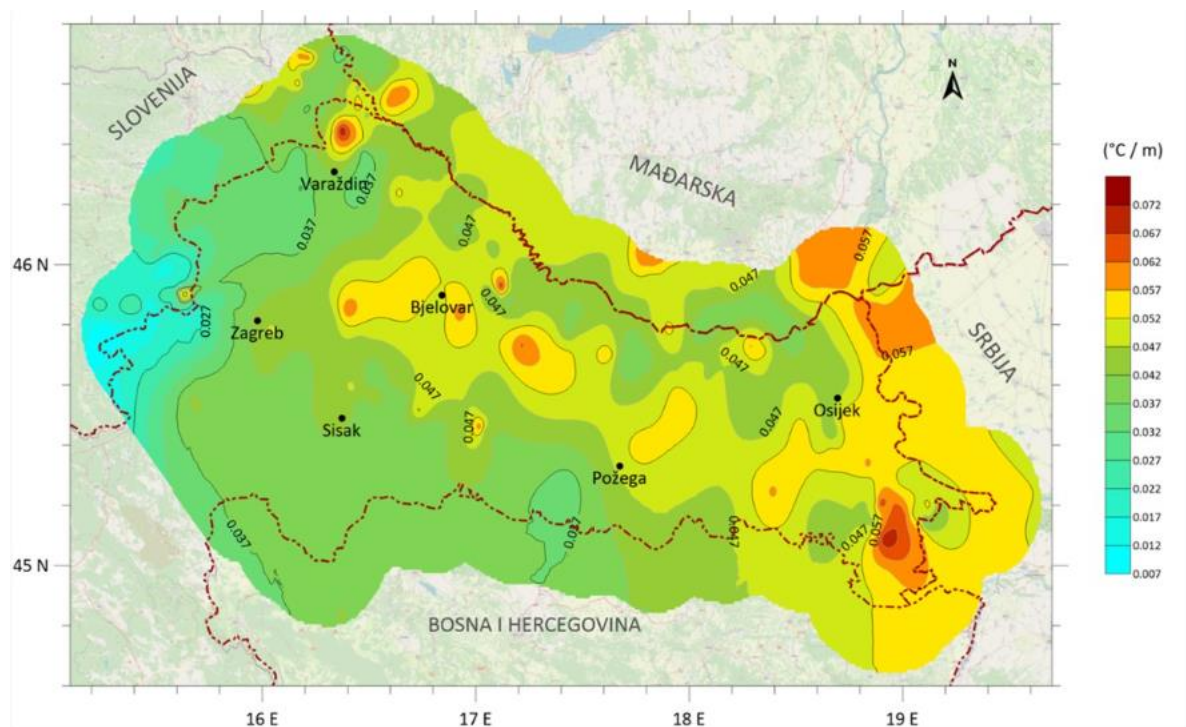 N
SLOVENIJA
MAĐARSKA
SRBIJA
BOSNA I HERCEGOVINA
Varaždin
Bjelovar
Zagreb
Sisak
Požega
Osijek
0.037
0.037
0.047
0.047
0.027
0.047
0.047
0.047
0.057
0.057
0.047
0.047
0.037
0.037
0.047
0.047
0.057
46 N
45 N
16 E
17 E
18 E
19 E
(°C / m)
0.072
0.067
0.062
0.057
0.052
0.047
0.042
0.037
0.032
0.027
0.022
0.017
0.012
0.007